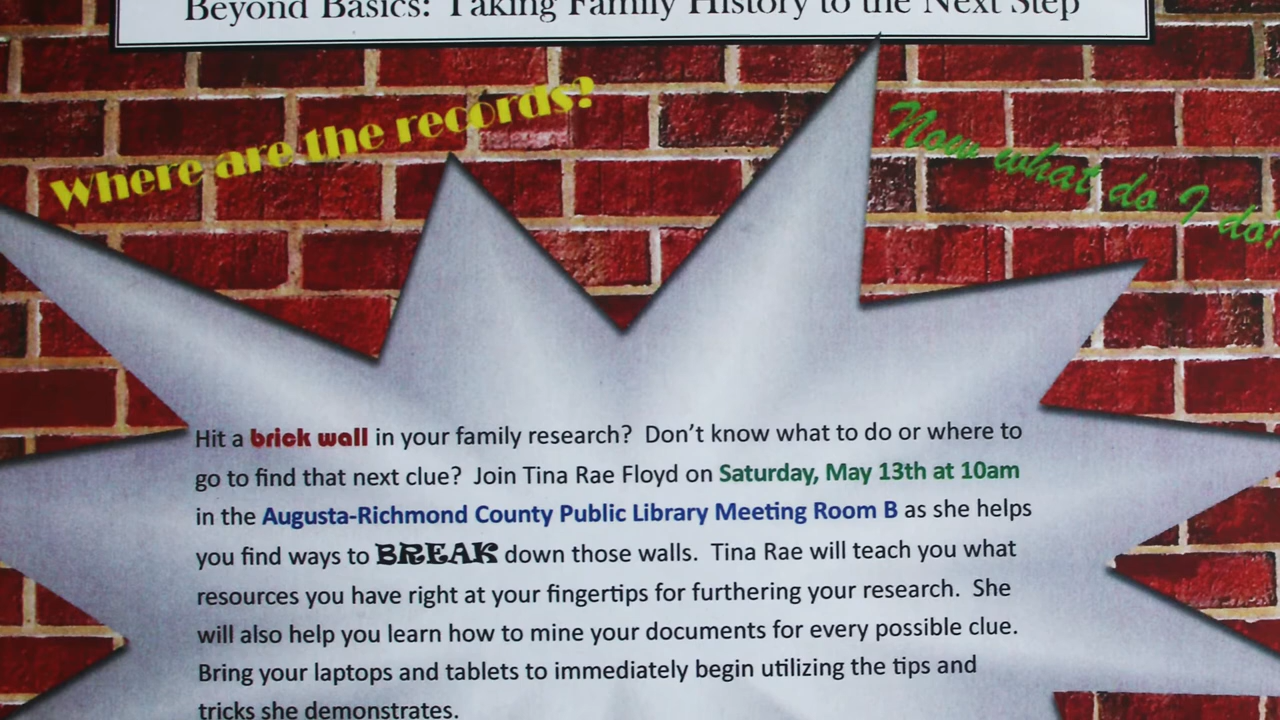 Beyond Basics: Taking Family History to the Next Step
Where are the records?
Now what do I do?
Hit a brick wall in your family research? Don't know what to do or where to
go to find that next clue? Join Tina Rae Floyd on Saturday, May 13th at 10am
in the Augusta-Richmond County Public Library Meeting Room B as she helps
you find ways to BREAK down those walls. Tina Rae will teach you what
resources you have right at your fingertips for furthering your research. She
will also help you learn how to mine your documents for every possible clue.
Bring your laptops and tablets to immediately begin utilizing the tips and
tricks she demonstrates.